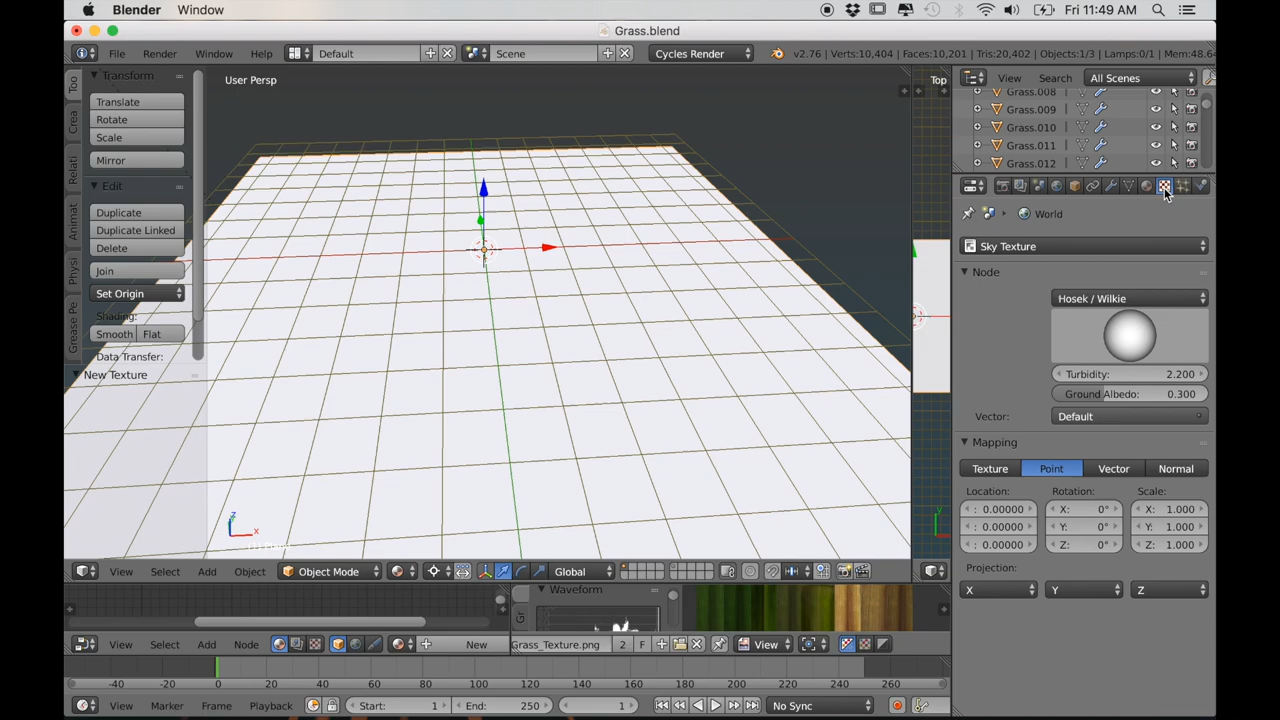 Blender Window Fri 11:49 AM
Grass.blend
File Render Window Help Default Scene Cycles Render v2.76 | Verts:10,404 | Faces:10,201 | Tris:20,402 | Objects:1/3 | Lamps:0/1 | Mem:48.6
Transform
Translate
Rotate
Scale
Mirror
Edit
Duplicate
Duplicate Linked
Delete
Join
Set Origin
Shading:
Smooth Flat
Data Transfer:
New Texture
Too
Crea
Relati
Animat
Physi
Grease Pe
User Persp
Top
z
x
y
View Select Add Object Object Mode Global
View Search All Scenes
Grass.008
Grass.009
Grass.010
Grass.011
Grass.012
World
Sky Texture
Node
Hosek / Wilkie
Turbidity: 2.200
Ground Albedo: 0.300
Vector: Default
Mapping
Texture Point Vector Normal
Location: Rotation: Scale:
: 0.00000 X: 0° X: 1.000
: 0.00000 Y: 0° Y: 1.000
: 0.00000 Z: 0° Z: 1.000
Projection:
X Y Z
Gr
Waveform
View Select Add Node New Grass_Texture.png 2 F View
-40 -20 0 20 40 60 80 100 120 140 160 180 200 220 240 260
View Marker Frame Playback Start: 1 End: 250 1 No Sync